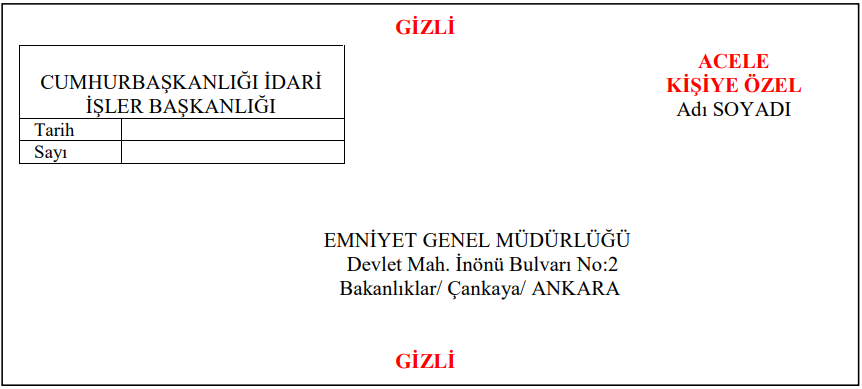 GİZLİ
CUMHURBAŞKANLIĞI İDARİ
İŞLER BAŞKANLIĞI
Tarih
Sayı
ACELE
KİŞİYE ÖZEL
Adı SOYADI
EMNİYET GENEL MÜDÜRLÜĞÜ
Devlet Mah. İnönü Bulvarı No:2
Bakanlıklar/ Çankaya/ ANKARA
GİZLİ